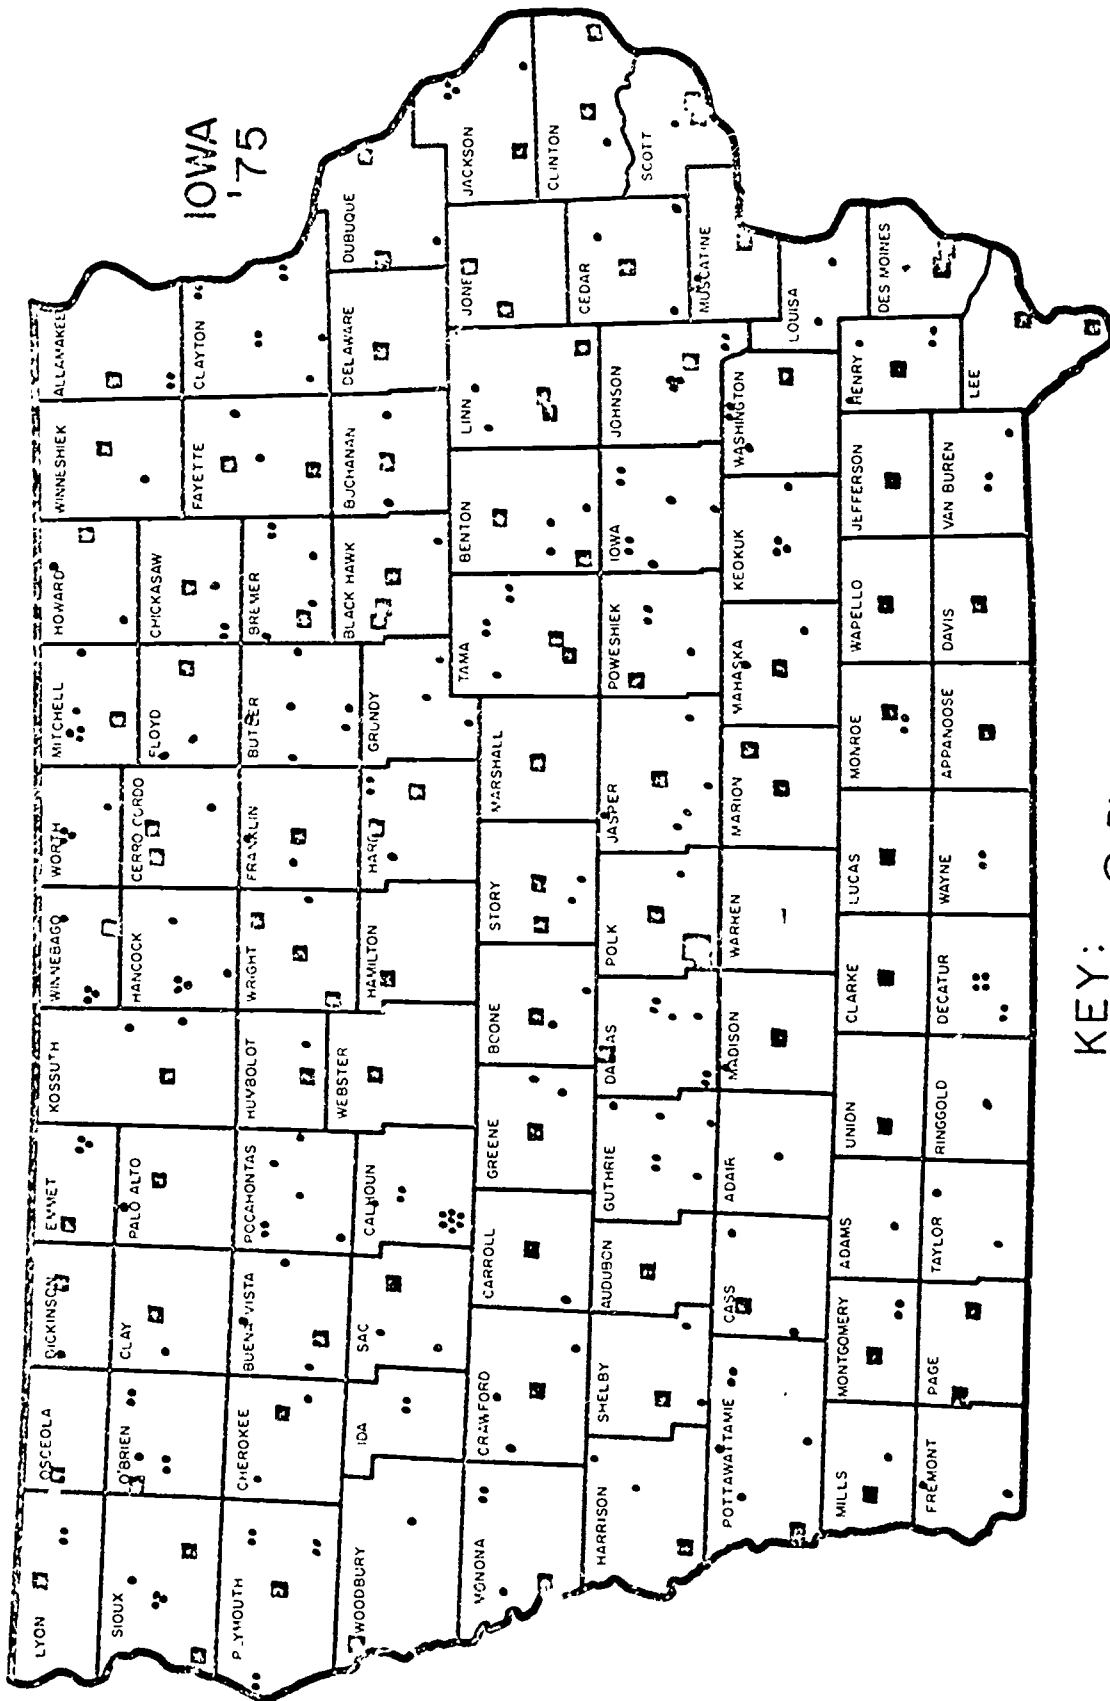 IOWA
'75
LYON
OSCEOLA
DICKINSON
EMMET
KOSSUTH
WINNEBAGO
WORTH
MITCHELL
HOWARD
WINNESHIEK
ALLAMAKEE
SIOUX
O'BRIEN
CLAY
PALO ALTO
HANCOCK
CERRO GORDO
FLOYD
CHICKASAW
FAYETTE
CLAYTON
PLYMOUTH
CHEROKEE
BUENA VISTA
POCAHONTAS
HUMBOLDT
WRIGHT
FRANKLIN
BUTLER
BREMER
WOODBURY
IDA
SAC
CALHOUN
WEBSTER
HAMILTON
GRUNDY
BLACK HAWK
BUCHANAN
DELAWARE
DUBUQUE
MONONA
CRAWFORD
CARROLL
GREENE
BOONE
STORY
MARSHALL
TAMA
BENTON
LINN
JONES
JACKSON
HARRISON
SHELBY
AUDUBON
GUTHRIE
DALLAS
POLK
JASPER
POWESHIEK
IOWA
JOHNSON
CEDAR
CLINTON
SCOTT
POTTAWATTAMIE
CASS
ADAIR
MADISON
WARREN
MARION
MAHASKA
KEOKUK
WASHINGTON
MUSCATINE
LOUISA
MILLS
MONTGOMERY
ADAMS
UNION
CLARKE
LUCAS
MONROE
WAPELLO
JEFFERSON
HENRY
DES MOINES
FREMONT
PAGE
TAYLOR
RINGGOLD
DECATUR
WAYNE
APPANOOSE
DAVIS
VAN BUREN
LEE
KEY: